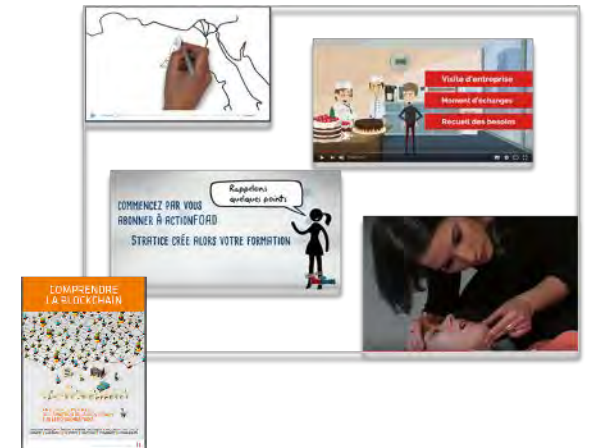 Visite d'entreprise
Moment d'échanges
Recueil des besoins
Rappelons
quelques points
COMMENCEZ PAR VOUS
ABONNER À ACTIONFOAD
STRATICE CRÉE ALORS VOTRE FORMATION
COMPRENDRE
LA BLOCKCHAIN